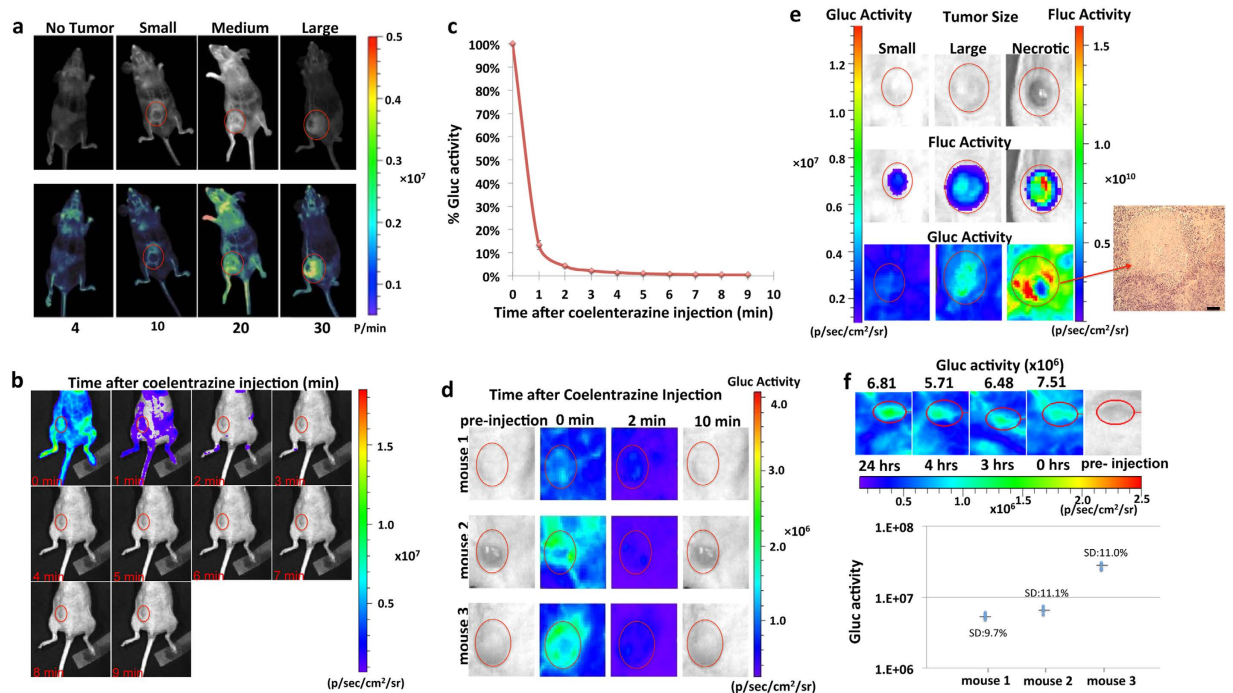 a
No Tumor Small Medium Large
0.5
0.4
0.3
×10⁷
0.2
0.1
4 10 20 30 P/min
b
Time after coelentrazine injection (min)
0 min 1 min 2 min 3 min
4 min 5 min 6 min 7 min
8 min 9 min
1.5
1.0
x10⁷
0.5
(p/sec/cm²/sr)
c
100%
90%
80%
70%
60%
50%
40%
30%
20%
10%
0%
% Gluc activity
0 1 2 3 4 5 6 7 8 9 10
Time after coelenterazine injection (min)
d
Time after Coelenterazine Injection
Gluc Activity
pre-injection 0 min 2 min 10 min
mouse 1
mouse 2
mouse 3
4.0
3.0
×10⁶
2.0
1.0
(p/sec/cm²/sr)
e
Gluc Activity Tumor Size Fluc Activity
Small Large Necrotic
Fluc Activity
Gluc Activity
1.2
1.0
0.8
×10⁷
0.6
0.4
0.2
(p/sec/cm²/sr)
1.5
1.0
×10¹⁰
0.5
(p/sec/cm²/sr)
f
Gluc activity (x10⁶)
6.81 5.71 6.48 7.51
24 hrs 4 hrs 3 hrs 0 hrs pre- injection
0.5 1.0 1.5 2.0 2.5
×10⁶ (p/sec/cm²/sr)
1.E+08
1.E+07
1.E+06
Gluc activity
SD:9.7%
SD:11.1%
SD:11.0%
mouse 1 mouse 2 mouse 3